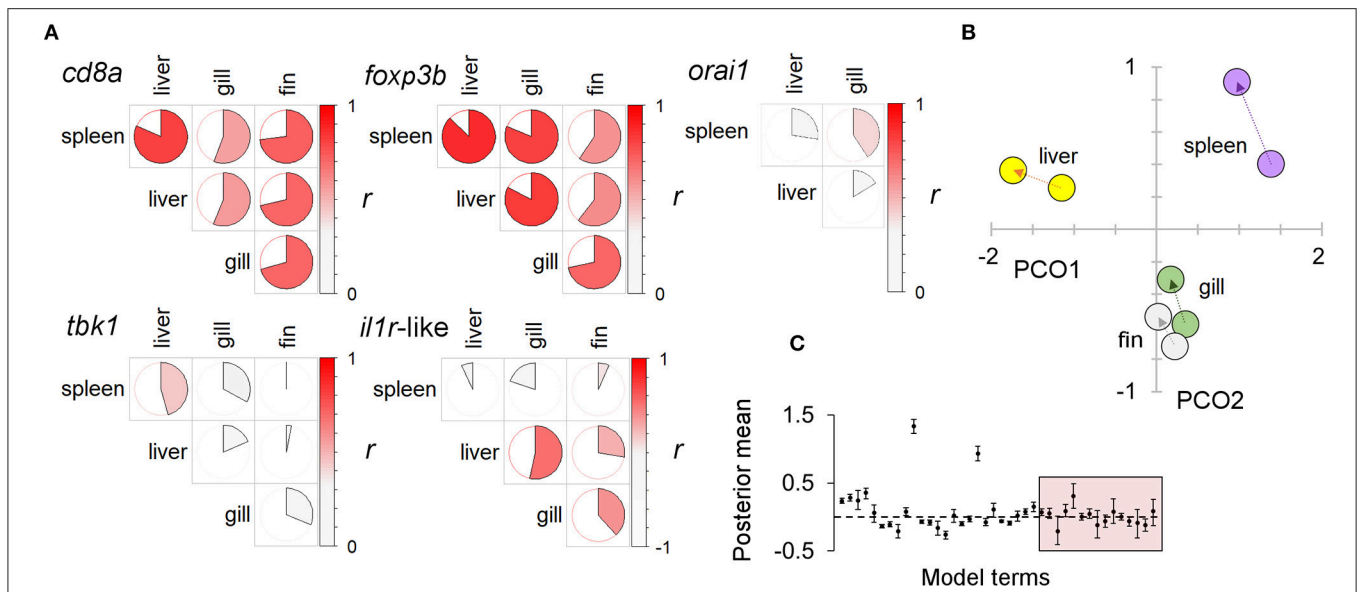 A
cd8a
liver
gill
fin
spleen
liver
gill
1
r
0
foxp3b
liver
gill
fin
spleen
liver
gill
1
r
0
orai1
liver
gill
spleen
liver
1
r
0
tbk1
liver
gill
fin
spleen
liver
gill
1
r
0
il1r-like
liver
gill
fin
spleen
liver
gill
1
r
-1
B
1
spleen
liver
-2
PCO1
2
gill
fin
-1
PCO2
C
Posterior mean
1.5
0.5
-0.5
Model terms